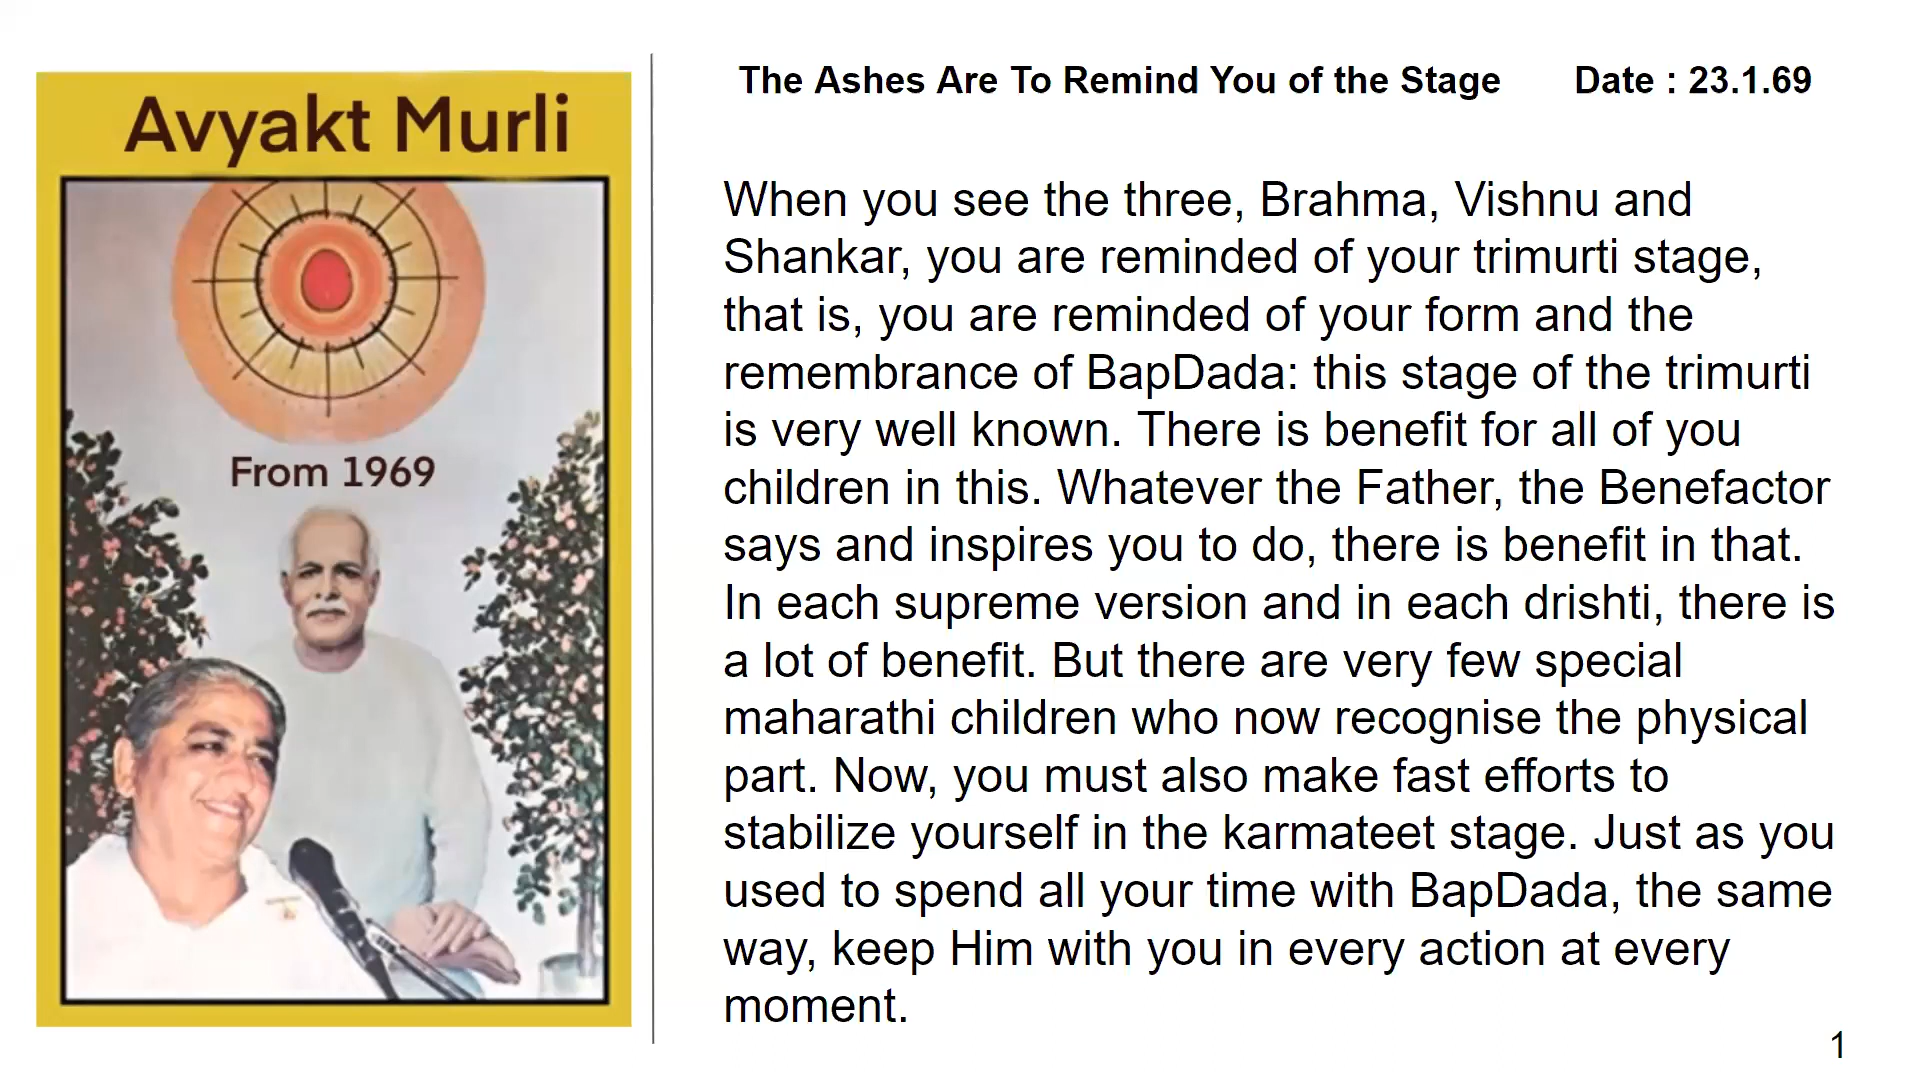 Avyakt Murli
From 1969
The Ashes Are To Remind You of the Stage Date : 23.1.69
When you see the three, Brahma, Vishnu and
Shankar, you are reminded of your trimurti stage,
that is, you are reminded of your form and the
remembrance of BapDada: this stage of the trimurti
is very well known. There is benefit for all of you
children in this. Whatever the Father, the Benefactor
says and inspires you to do, there is benefit in that.
In each supreme version and in each drishti, there is
a lot of benefit. But there are very few special
maharathi children who now recognise the physical
part. Now, you must also make fast efforts to
stabilize yourself in the karmateet stage. Just as you
used to spend all your time with BapDada, the same
way, keep Him with you in every action at every
moment.
1